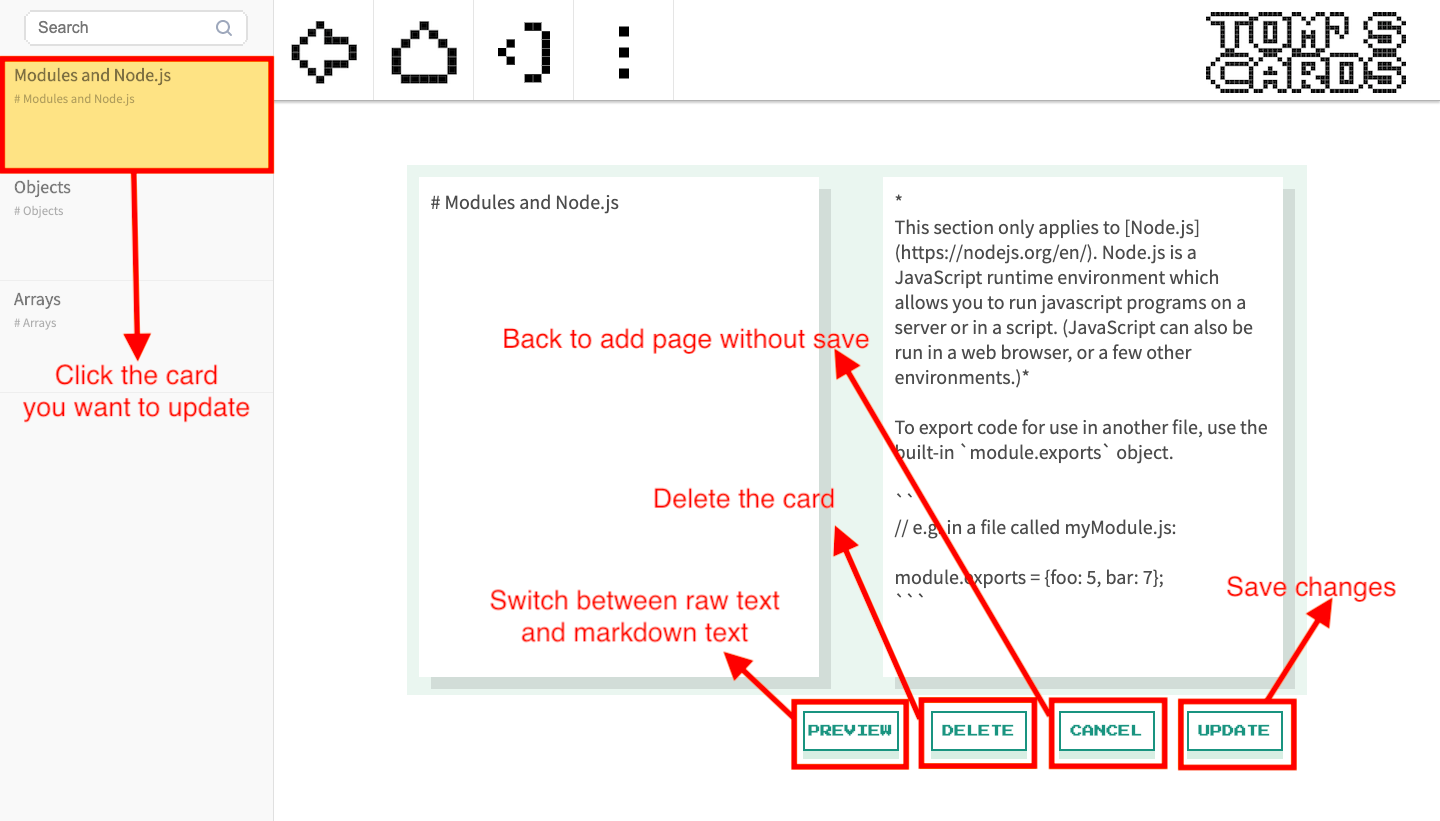 Search
TOM'S
CARDS
Modules and Node.js
# Modules and Node.js
Objects
# Objects
Arrays
# Arrays
Click the card
you want to update
# Modules and Node.js
*
This section only applies to [Node.js]
(https://nodejs.org/en/). Node.js is a
JavaScript runtime environment which
allows you to run javascript programs on a
server or in a script. (JavaScript can also be
run in a web browser, or a few other
environments.)*
To export code for use in another file, use the
built-in `module.exports` object.
```
// e.g. in a file called myModule.js:
module.exports = {foo: 5, bar: 7};
```
Back to add page without save
Delete the card
Switch between raw text
and markdown text
Save changes
PREVIEW
DELETE
CANCEL
UPDATE